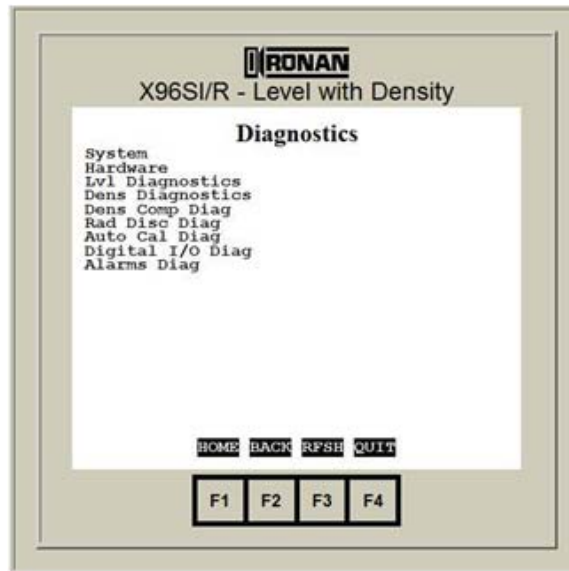 RONAN
X96SI/R - Level with Density
Diagnostics
System
Hardware
Lvl Diagnostics
Dens Diagnostics
Dens Comp Diag
Rad Disc Diag
Auto Cal Diag
Digital I/O Diag
Alarms Diag
HOME BACK RFSH QUIT
F1 F2 F3 F4